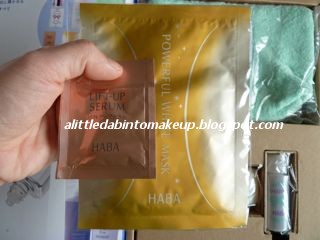 LIFT-UP
SERUM
HABA
alittledabintomakeup.blogspot.com
POWERFUL
MASK
HABA